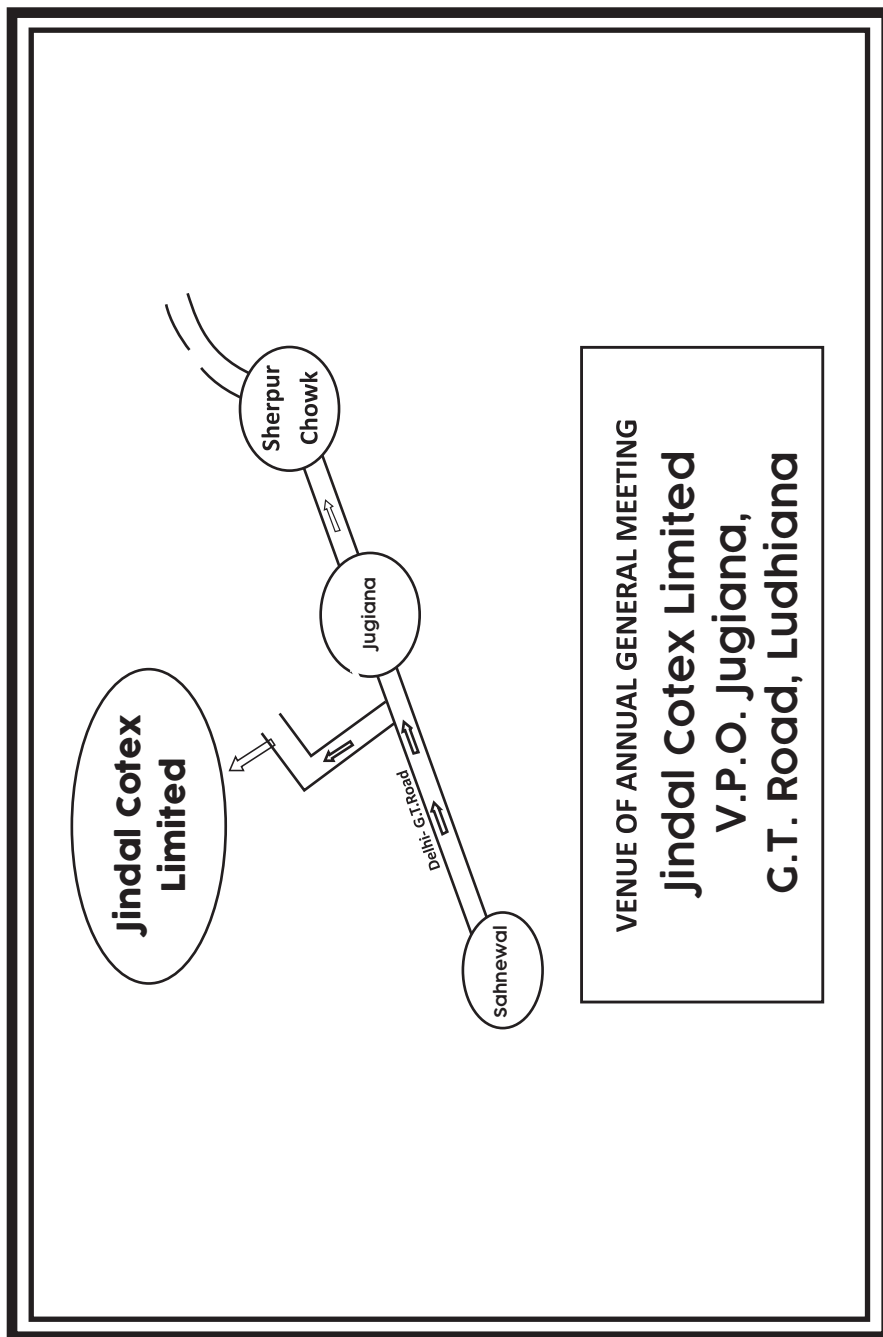 Jindal Cotex
Limited
Sherpur
Chowk
Jugiana
Delhi- G.T.Road
Sahnewal
VENUE OF ANNUAL GENERAL MEETING
Jindal Cotex Limited
V.P.O. Jugiana,
G.T. Road, Ludhiana